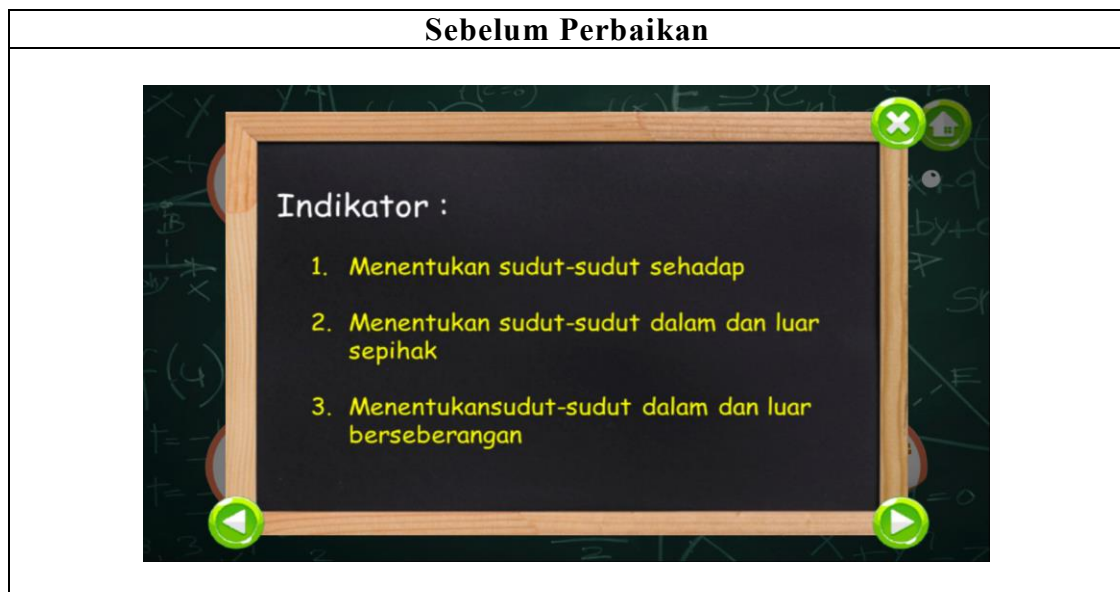 Sebelum Perbaikan
Indikator :
1. Menentukan sudut-sudut sehadap
2. Menentukan sudut-sudut dalam dan luar
sepihak
3. Menentukansudut-sudut dalam dan luar
berseberangan